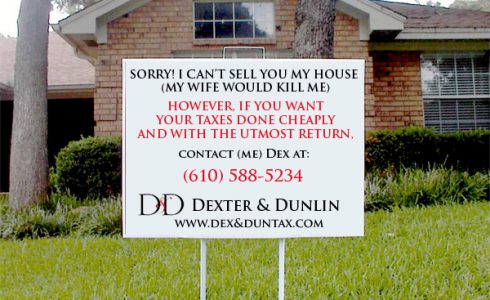 SORRY! I CAN'T SELL YOU MY HOUSE
(MY WIFE WOULD KILL ME)
HOWEVER, IF YOU WANT
YOUR TAXES DONE CHEAPLY
AND WITH THE UTMOST RETURN,
CONTACT (ME) DEX AT:
(610) 588-5234
D&D DEXTER & DUNLIN
WWW.DEX&DUNTAX.COM